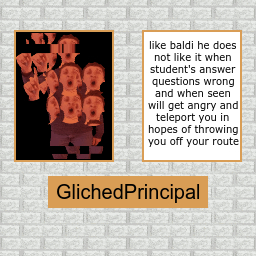 like baldi he does
not like it when
student's answer
questions wrong
and when seen
will get angry and
teleport you in
hopes of throwing
you off your route
GlichedPrincipal